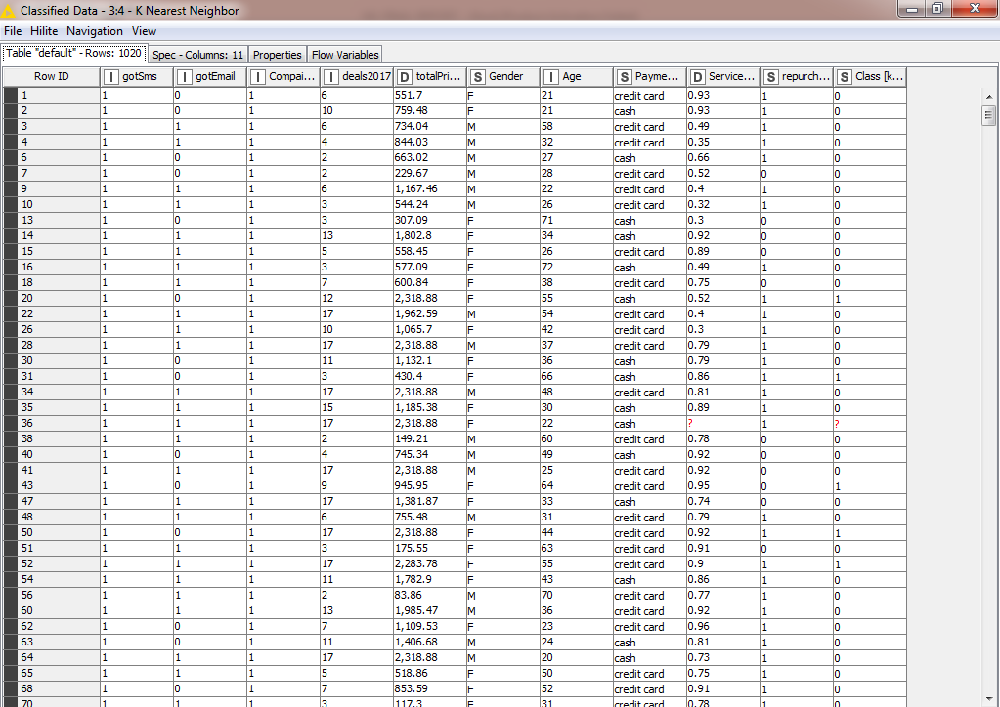 Classified Data - 3:4 - K Nearest Neighbor
File Hilite Navigation View
Table "default" - Rows: 1020 Spec - Columns: 11 Properties Flow Variables
Row ID I gotSms I gotEmail I Compai... I deals2017 D totalPri... S Gender I Age S Payme... D Service... S repurch... S Class [k...
1 1 0 1 6 551.7 F 21 credit card 0.93 1 0
2 1 0 1 10 759.48 F 21 cash 0.93 1 0
3 1 1 1 6 734.04 M 58 credit card 0.49 1 0
4 1 1 1 4 844.03 M 32 credit card 0.35 1 0
6 1 0 1 2 663.02 M 27 cash 0.66 1 0
7 1 0 1 2 229.67 M 28 credit card 0.52 0 0
9 1 1 1 6 1,167.46 M 22 credit card 0.4 1 0
10 1 1 1 3 544.24 M 26 credit card 0.32 1 0
13 1 0 1 3 307.09 F 71 cash 0.3 0 0
14 1 1 1 13 1,802.8 F 34 cash 0.92 0 0
15 1 1 1 5 558.45 F 26 credit card 0.89 0 0
16 1 1 1 3 577.09 F 72 cash 0.49 1 0
18 1 1 1 7 600.84 F 38 credit card 0.75 0 0
20 1 0 1 12 2,318.88 F 55 cash 0.52 1 1
22 1 1 1 17 1,962.59 M 54 credit card 0.4 1 0
26 1 1 1 10 1,065.7 F 42 credit card 0.3 1 0
28 1 1 1 17 2,318.88 M 37 credit card 0.79 1 0
30 1 0 1 11 1,132.1 F 36 cash 0.79 1 0
31 1 0 1 3 430.4 F 66 cash 0.86 1 1
34 1 1 1 17 2,318.88 M 48 credit card 0.81 1 0
35 1 1 1 15 1,185.38 F 30 cash 0.89 1 0
36 1 1 1 17 2,318.88 F 22 cash ? 1 ?
38 1 1 1 2 149.21 M 60 credit card 0.78 0 0
40 1 0 1 4 745.34 M 49 cash 0.92 0 0
41 1 1 1 17 2,318.88 M 25 credit card 0.92 0 0
43 1 0 1 9 945.95 F 64 credit card 0.95 0 1
47 1 1 1 17 1,381.87 F 33 cash 0.74 0 0
48 1 1 1 6 755.48 M 31 credit card 0.79 1 0
50 1 0 1 17 2,318.88 F 44 credit card 0.92 1 1
51 1 1 1 3 175.55 F 63 credit card 0.91 0 0
52 1 1 1 17 2,283.78 F 55 credit card 0.9 1 1
54 1 1 1 11 1,782.9 F 43 cash 0.86 1 0
56 1 1 1 2 83.86 M 70 credit card 0.77 1 0
60 1 1 1 13 1,985.47 M 36 credit card 0.92 1 0
62 1 0 1 7 1,109.53 F 23 credit card 0.96 1 0
63 1 0 1 11 1,406.68 M 24 cash 0.81 1 0
64 1 1 1 17 2,318.88 M 20 cash 0.73 1 0
65 1 1 1 5 518.86 F 50 credit card 0.75 1 0
68 1 0 1 7 853.59 F 52 credit card 0.91 1 0
70 1 1 1 3 117.3 F 31 credit card 0.78 1 0